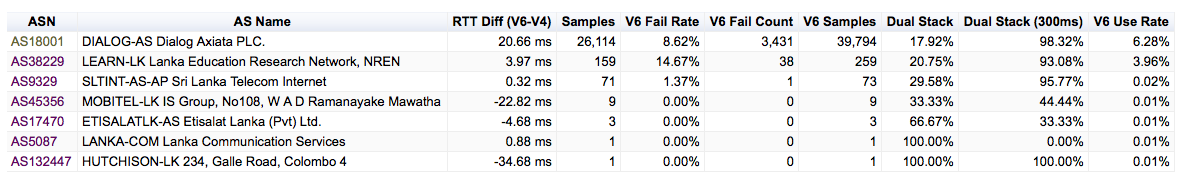 ASN AS Name RTT Diff (V6-V4) Samples V6 Fail Rate V6 Fail Count V6 Samples Dual Stack Dual Stack (300ms) V6 Use Rate
AS18001 DIALOG-AS Dialog Axiata PLC. 20.66 ms 26,114 8.62% 3,431 39,794 17.92% 98.32% 6.28%
AS38229 LEARN-LK Lanka Education Research Network, NREN 3.97 ms 159 14.67% 38 259 20.75% 93.08% 3.96%
AS9329 SLTINT-AS-AP Sri Lanka Telecom Internet 0.32 ms 71 1.37% 1 73 29.58% 95.77% 0.02%
AS45356 MOBITEL-LK IS Group, No108, W A D Ramanayake Mawatha -22.82 ms 9 0.00% 0 9 33.33% 44.44% 0.01%
AS17470 ETISALATLK-AS Etisalat Lanka (Pvt) Ltd. -4.68 ms 3 0.00% 0 3 66.67% 33.33% 0.01%
AS5087 LANKA-COM Lanka Communication Services 0.88 ms 1 0.00% 0 1 100.00% 0.00% 0.01%
AS132447 HUTCHISON-LK 234, Galle Road, Colombo 4 -34.68 ms 1 0.00% 0 1 100.00% 100.00% 0.01%